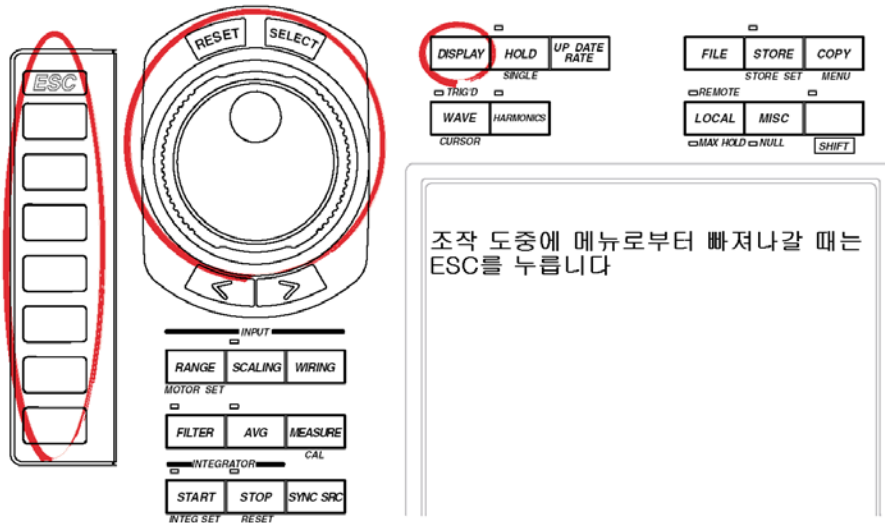 ESC
RESET
SELECT
DISPLAY HOLD UP DATE RATE
SINGLE
FILE STORE COPY
STORE SET MENU
TRIG'D
REMOTE
WAVE HARMONICS
CURSOR
LOCAL MISC
MAX HOLD NULL SHIFT
조작 도중에 메뉴로부터 빠져나갈 때는
ESC를 누릅니다
< >
INPUT
RANGE SCALING WIRING
MOTOR SET
FILTER AVG MEASURE
CAL
INTEGRATOR
START STOP SYNC SRC
INTEG SET RESET